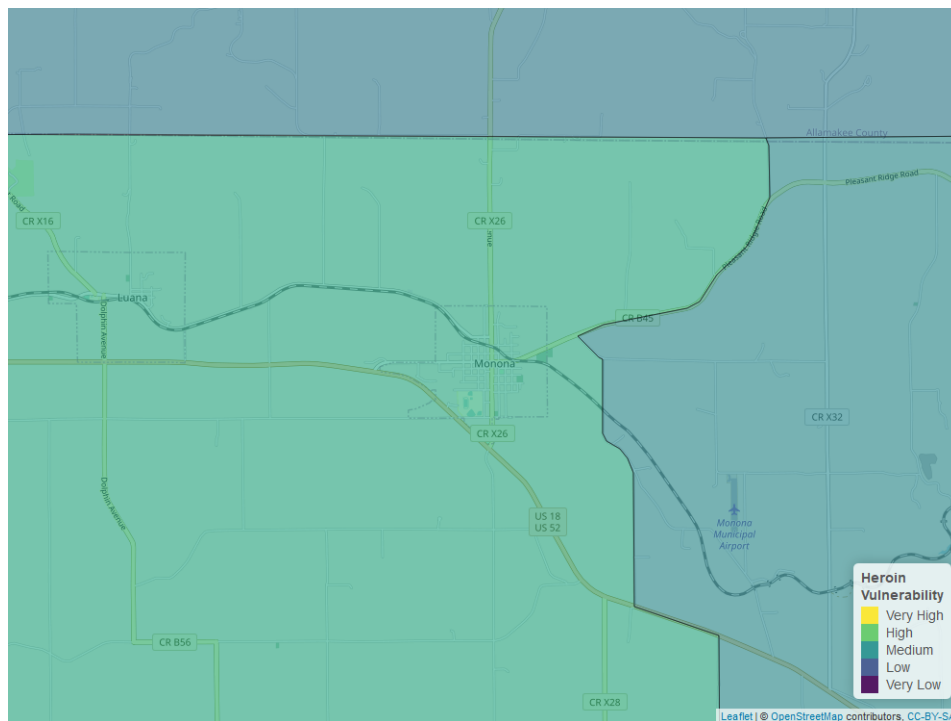 Allamakee County
Pleasant Ridge Road
Road
CR X16
CR X26
Pleasant Ridge Road
Luana
Dolphin Avenue
CR B45
Monona
CR X32
CR X26
Dolphin Avenue
US 18
US 52
Monona
Municipal
Airport
CR B56
CR X28
Heroin
Vulnerability
Very High
High
Medium
Low
Very Low
Leaflet | © OpenStreetMap contributors, CC-BY-S